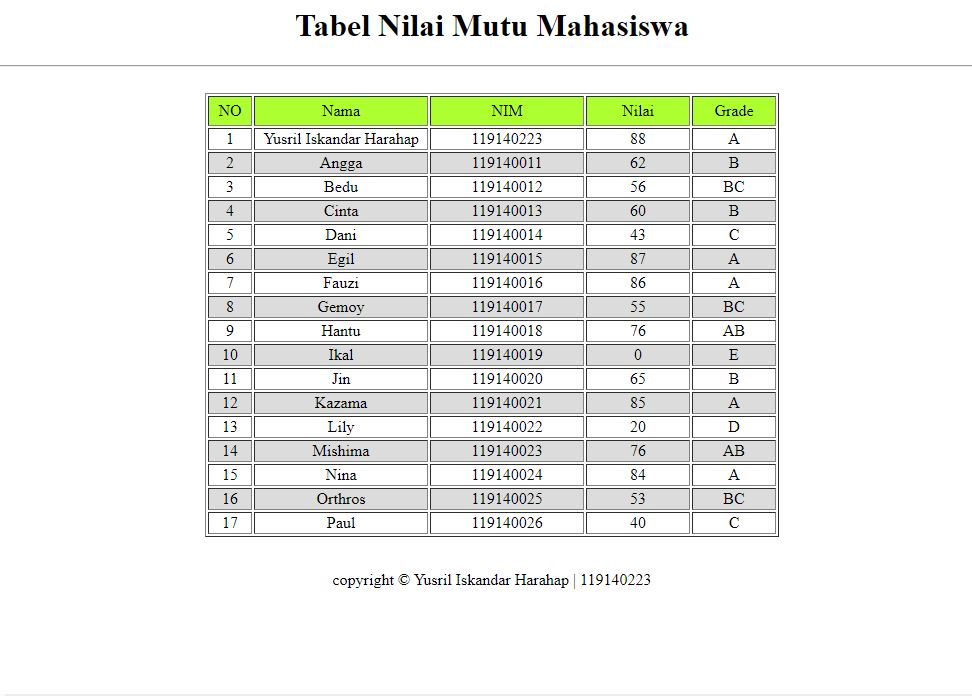 Tabel Nilai Mutu Mahasiswa
NO Nama NIM Nilai Grade
1 Yusril Iskandar Harahap 119140223 88 A
2 Angga 119140011 62 B
3 Bedu 119140012 56 BC
4 Cinta 119140013 60 B
5 Dani 119140014 43 C
6 Egil 119140015 87 A
7 Fauzi 119140016 86 A
8 Gemoy 119140017 55 BC
9 Hantu 119140018 76 AB
10 Ikal 119140019 0 E
11 Jin 119140020 65 B
12 Kazama 119140021 85 A
13 Lily 119140022 20 D
14 Mishima 119140023 76 AB
15 Nina 119140024 84 A
16 Orthros 119140025 53 BC
17 Paul 119140026 40 C
copyright © Yusril Iskandar Harahap | 119140223